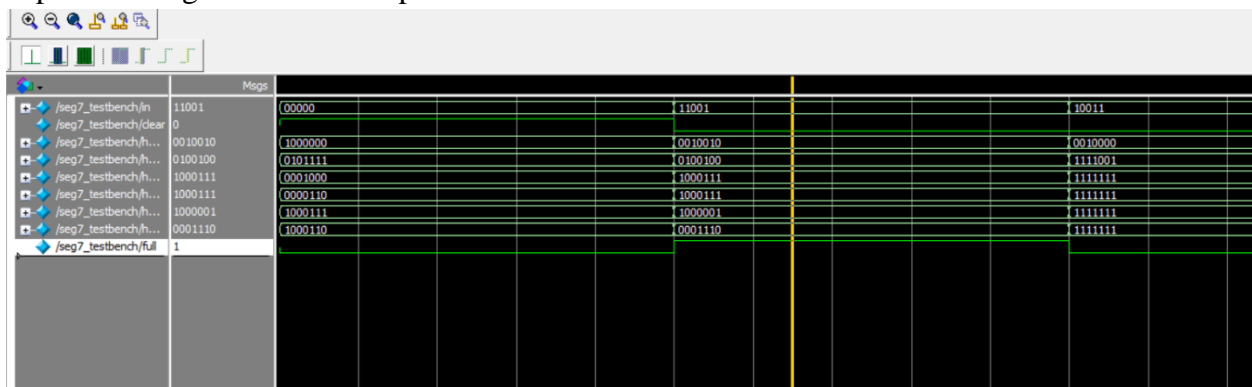 Msgs
/seg7_testbench/in 11001 00000 11001 10011
/seg7_testbench/clear 0
/seg7_testbench/h... 0010010 1000000 0010010 0010000
/seg7_testbench/h... 0100100 0101111 0100100 1111001
/seg7_testbench/h... 1000111 0001000 1000111 1111111
/seg7_testbench/h... 1000111 0000110 1000111 1111111
/seg7_testbench/h... 1000001 1000111 1000001 1111111
/seg7_testbench/h... 0001110 1000110 0001110 1111111
/seg7_testbench/full 1